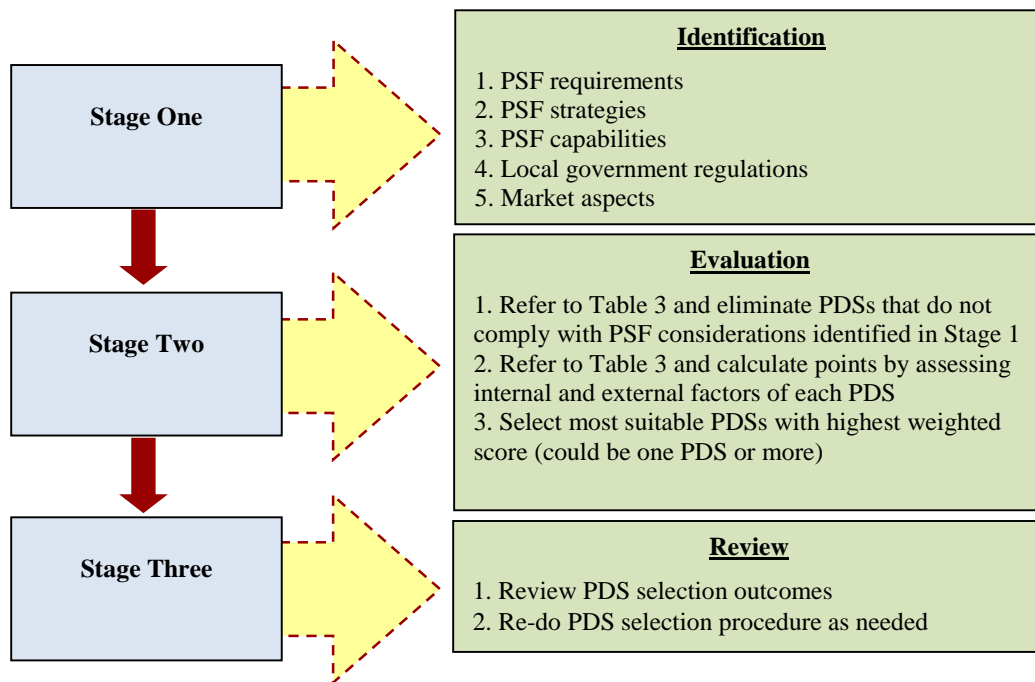 Stage One
Identification
1. PSF requirements
2. PSF strategies
3. PSF capabilities
4. Local government regulations
5. Market aspects
Stage Two
Evaluation
1. Refer to Table 3 and eliminate PDSs that do not
comply with PSF considerations identified in Stage 1
2. Refer to Table 3 and calculate points by assessing
internal and external factors of each PDS
3. Select most suitable PDSs with highest weighted
score (could be one PDS or more)
Stage Three
Review
1. Review PDS selection outcomes
2. Re-do PDS selection procedure as needed